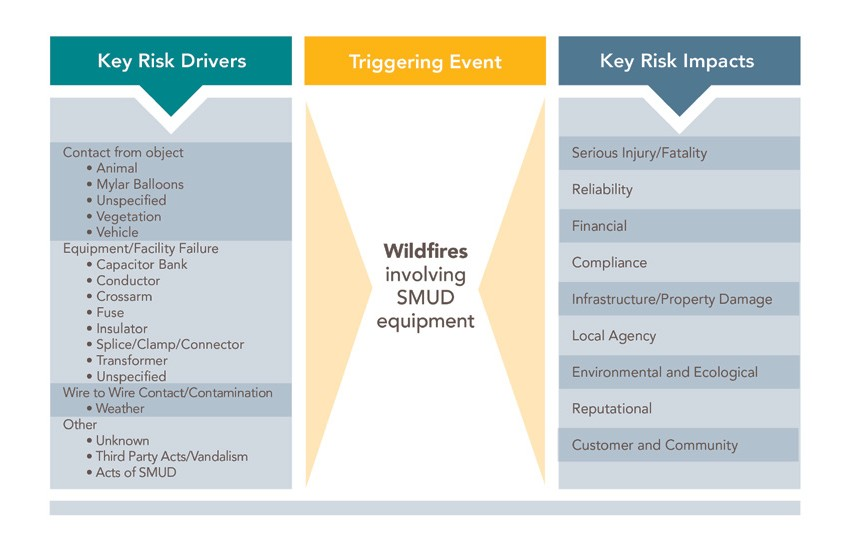 Key Risk Drivers
Contact from object
• Animal
• Mylar Balloons
• Unspecified
• Vegetation
• Vehicle
Equipment/Facility Failure
• Capacitor Bank
• Conductor
• Crossarm
• Fuse
• Insulator
• Splice/Clamp/Connector
• Transformer
• Unspecified
Wire to Wire Contact/Contamination
• Weather
Other
• Unknown
• Third Party Acts/Vandalism
• Acts of SMUD
Triggering Event
Wildfires
involving
SMUD
equipment
Key Risk Impacts
Serious Injury/Fatality
Reliability
Financial
Compliance
Infrastructure/Property Damage
Local Agency
Environmental and Ecological
Reputational
Customer and Community